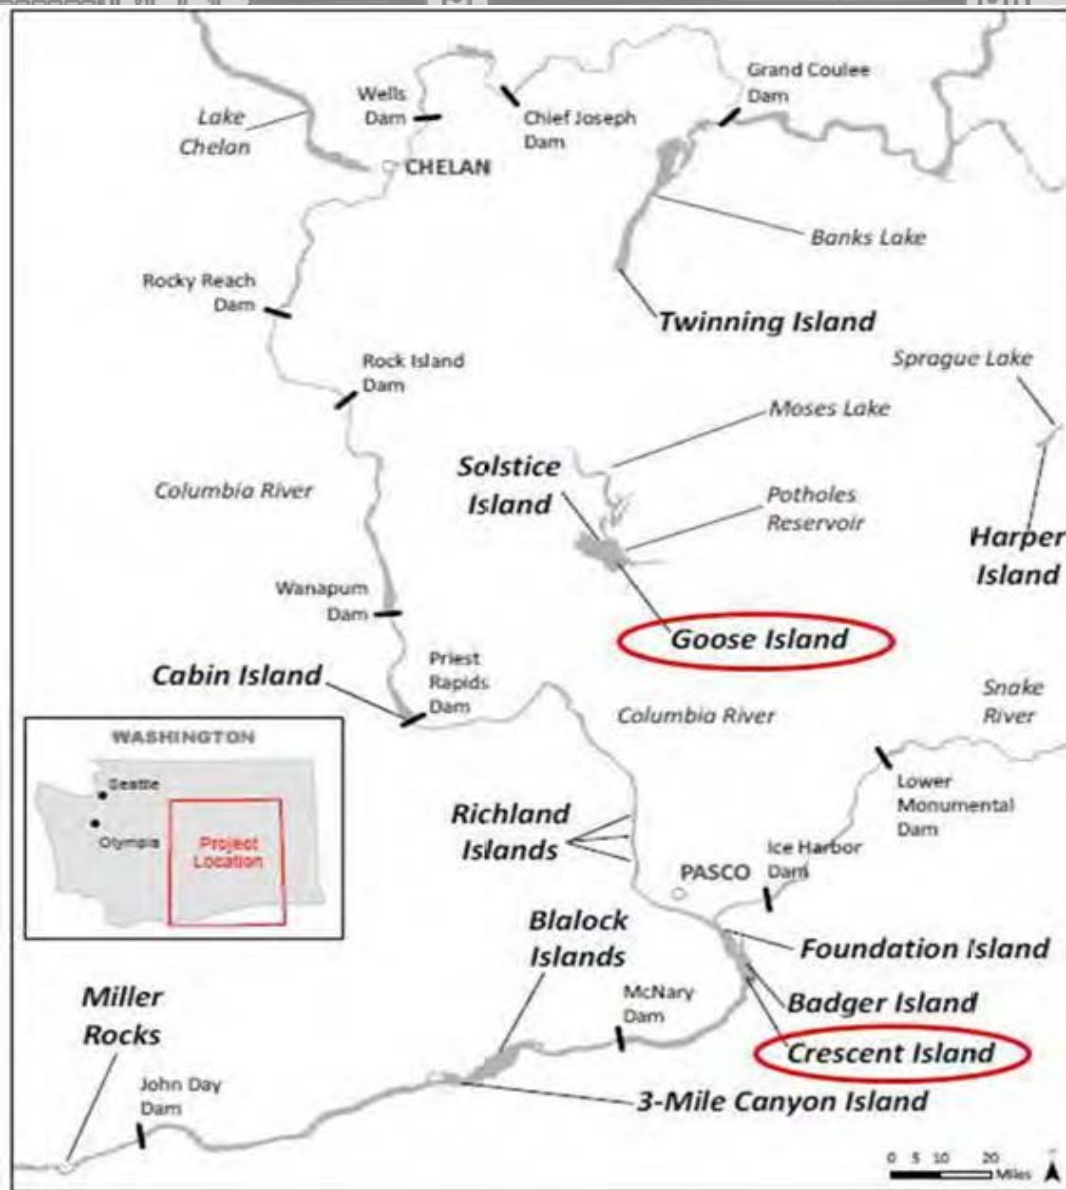 Grand Coulee
Dam
Wells
Dam
Chief Joseph
Dam
Lake
Chelan
CHELAN
Banks Lake
Rocky Reach
Dam
Twinning Island
Rock Island
Dam
Sprague Lake
Moses Lake
Solstice
Island
Columbia River
Potholes
Reservoir
Harper
Island
Wanapum
Dam
Goose Island
Cabin Island
Priest
Rapids
Dam
Columbia River
Snake
River
WASHINGTON
Seattle
Olympia
Project
Location
Lower
Monumental
Dam
Richland
Islands
Ice Harbor
Dam
PASCO
Blalock
Islands
Foundation Island
Miller
Rocks
McNary
Dam
Badger Island
Crescent Island
John Day
Dam
3-Mile Canyon Island
0 5 10 20
Miles